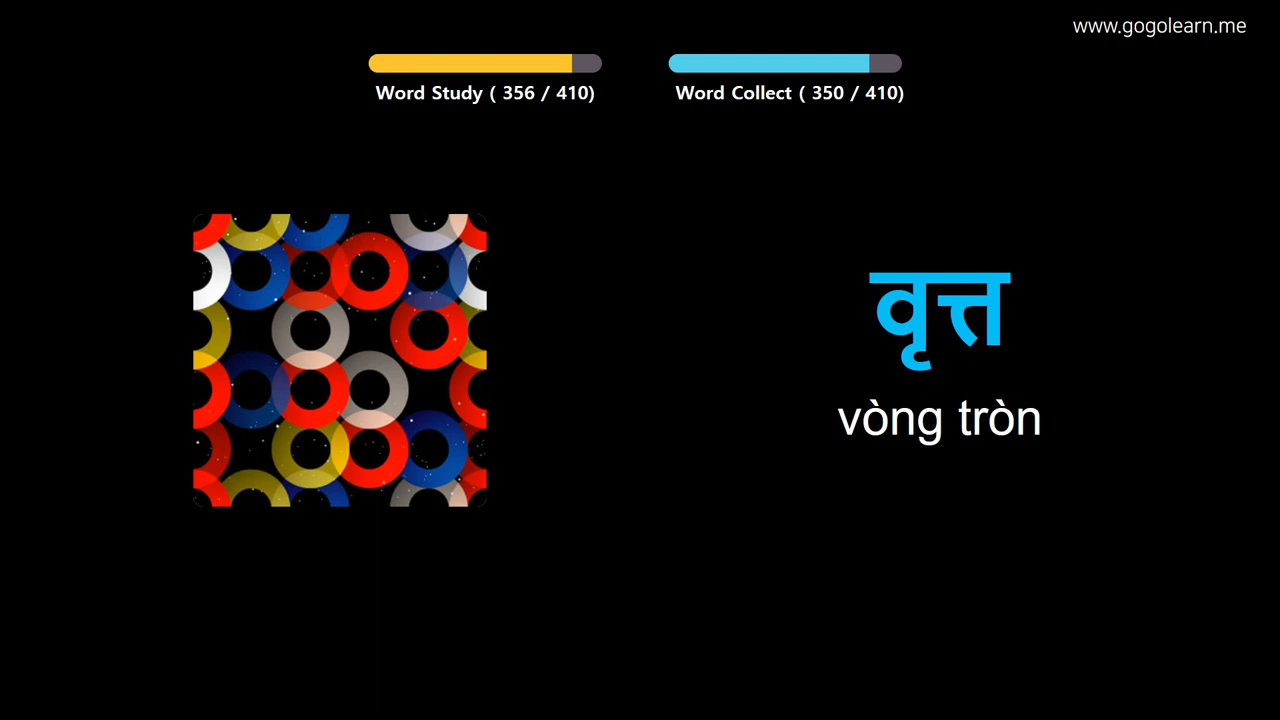 www.gogolearn.me
Word Study ( 356 / 410)
Word Collect ( 350 / 410)
वृत्त
vòng tròn